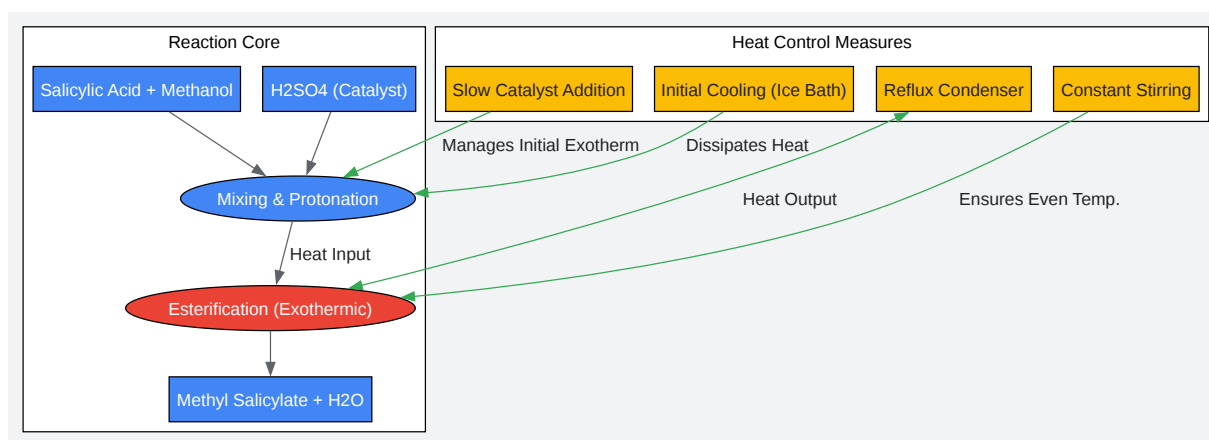 Reaction Core
Heat Control Measures
Salicylic Acid + Methanol
H2SO4 (Catalyst)
Slow Catalyst Addition
Initial Cooling (Ice Bath)
Reflux Condenser
Constant Stirring
Manages Initial Exotherm
Dissipates Heat
Mixing & Protonation
Heat Output
Ensures Even Temp.
Heat Input
Esterification (Exothermic)
Methyl Salicylate + H2O